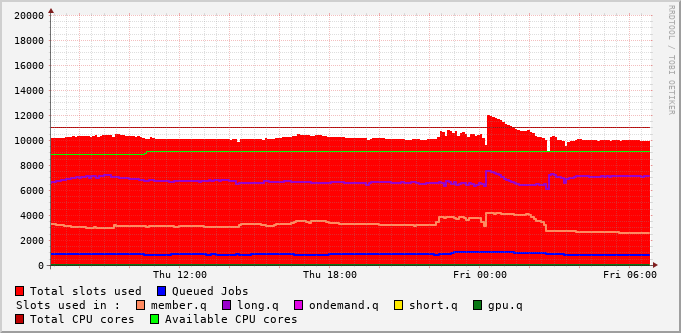 20000
18000
16000
14000
12000
10000
8000
6000
4000
2000
0
Thu 12:00 Thu 18:00 Fri 00:00 Fri 06:00
Total slots used Queued Jobs
Slots used in : member.q long.q ondemand.q short.q gpu.q
Total CPU cores Available CPU cores
RRDTOOL / TOBI OETIKER